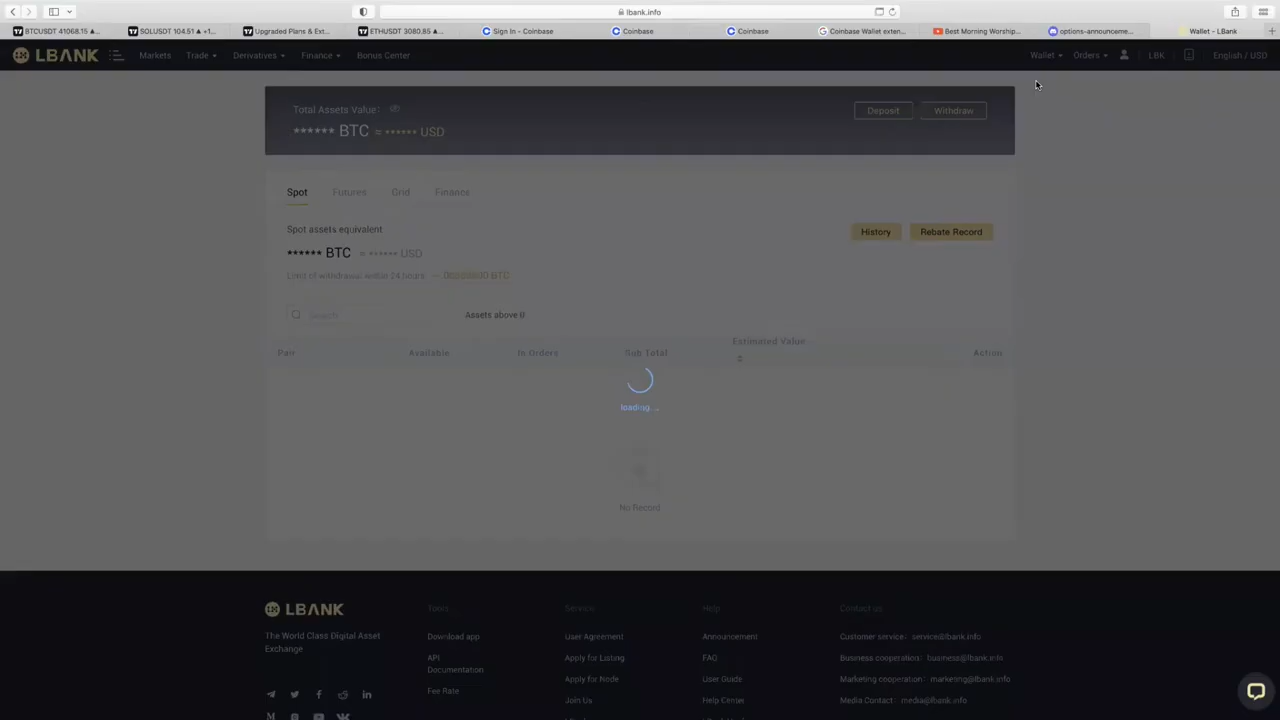 lbank.info
BTCUSDT 41068.15 ▲... SOLUSDT 104.51 ▲ +1... Upgraded Plans & Est... ETHUSDT 3080.85 ▲... Sign In - Coinbase Coinbase Coinbase Coinbase Wallet exten... Best Morning Worship... options-announceme... Wallet - LBank
LBANK Markets Trade Derivatives Finance Bonus Center Wallet Orders LBK English / USD
Total Assets Value: Deposit Withdraw
****** BTC ≈ ****** USD
Spot Futures Grid Finance
Spot assets equivalent History Rebate Record
****** BTC ≈ ****** USD
Limit of withdrawal within 24 hours: BTC
Search Assets above 0
Pair Available In Orders Sub Total Estimated Value Action
loading...
No Record
LBANK Tools Service Help Contact us
The World Class Digital Asset
Exchange
Download app User Agreement Announcement Customer service: service@lbank.info
API
Documentation
Apply for Listing FAQ Business cooperation: business@lbank.info
Fee Rate Apply for Node User Guide Marketing cooperation: marketing@lbank.info
Join Us Help Center Media Contact: media@lbank.info